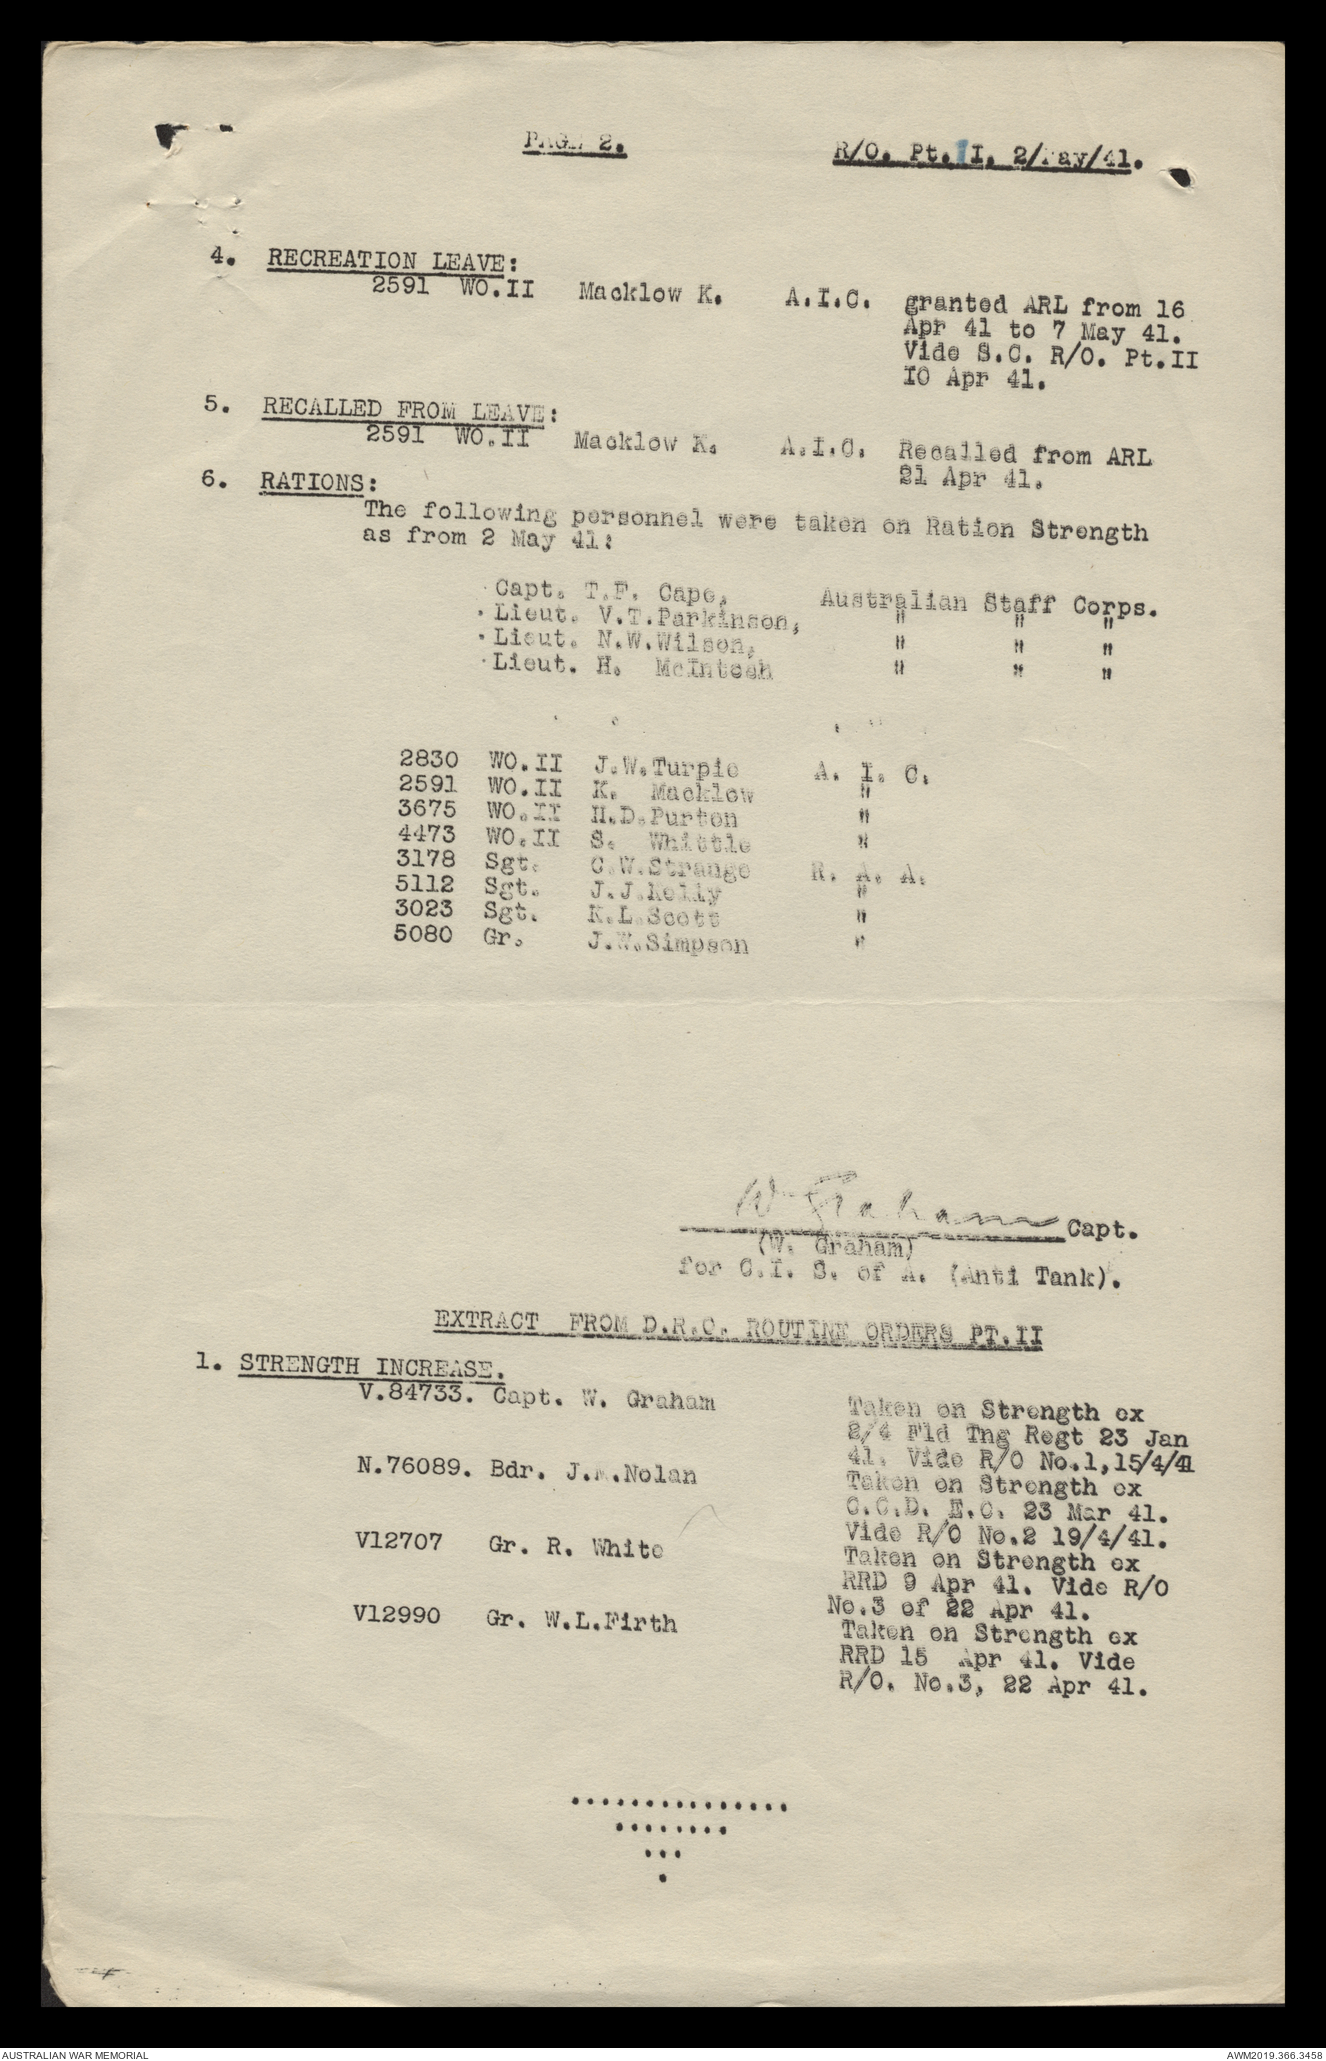 PAGE 2.    R/O. Pt. II. 2/May/41.
4. RECREATION LEAVE:
2591 WO.II Macklow K. A.I.C. granted ARL from 16
Apr 41 to 7 May 41.
Vide S.C. R/O. Pt.II
10 Apr 41.
5. RECALLED FROM LEAVE:
2591 WO.II Macklow K. A.I.C. Recalled from ARL
21 Apr 41.
6. RATIONS:
The following personnel were taken on Ration Strength
as from 2 May 41:
Capt. T.F. Cape, Australian Staff Corps.
Lieut. V.T.Parkinson, " " "
Lieut. N.W.Wilson, " " "
Lieut. H. McIntosh " " "
2830 WO.II J.W.Turpie A. I. C.
2591 WO.II K. Macklow "
3675 WO.II H.D.Purton "
4473 WO.II S. Whittle "
3178 Sgt. C.W.Strange R. A. A.
5112 Sgt. J.J.Kelly "
3023 Sgt. K.L.Scott "
5080 Gr. J.W.Simpson "
W Graham Capt.
(W. Graham)
for C.I. S. of A. (Anti Tank).
EXTRACT FROM D.R.C. ROUTINE ORDERS PT.II
1. STRENGTH INCREASE.
V.84733. Capt. W. Graham Taken on Strength ex
2/4 Fld Tng Regt 23 Jan
41. Vide R/O No.1,15/4/41
N.76089. Bdr. J.M.Nolan Taken on Strength ex
C.C.D. E.C. 23 Mar 41.
Vide R/O No.2 19/4/41.
V12707 Gr. R. White Taken on Strength ex
RRD 9 Apr 41. Vide R/O
No.3 of 22 Apr 41.
V12990 Gr. W.L.Firth Taken on Strength ex
RRD 15 Apr 41. Vide
R/O. No.3, 22 Apr 41.
...............
........
...
.
AUSTRALIAN WAR MEMORIAL    AWM2019.366.3458